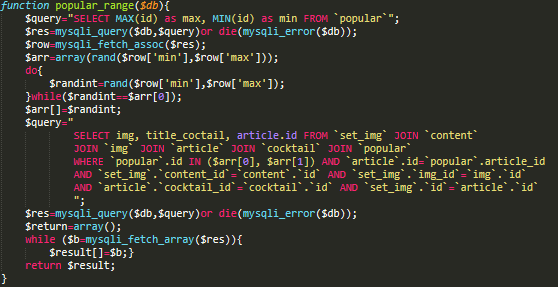 function popular_range($db){
$query="SELECT MAX(id) as max, MIN(id) as min FROM `popular`";
$res=mysqli_query($db,$query)or die(mysqli_error($db));
$row=mysqli_fetch_assoc($res);
$arr=array(rand($row['min'],$row['max']));
do{
$randint=rand($row['min'],$row['max']);
}while($randint==$arr[0]);
$arr[]=$randint;
$query="
SELECT img, title_coctail, article.id FROM `set_img` JOIN `content`
JOIN `img` JOIN `article` JOIN `cocktail` JOIN `popular`
WHERE `popular`.id IN ($arr[0], $arr[1]) AND `article`.id=`popular`.article_id
AND `set_img`.`content_id`=`content`.`id` AND `set_img`.`img_id`=`img`.`id`
AND `article`.`cocktail_id`=`cocktail`.`id` AND `set_img`.`id`=`article`.`id`
";
$res=mysqli_query($db,$query)or die(mysqli_error($db));
$return=array();
while ($b=mysqli_fetch_array($res)){
$result[]=$b;}
return $result;
}